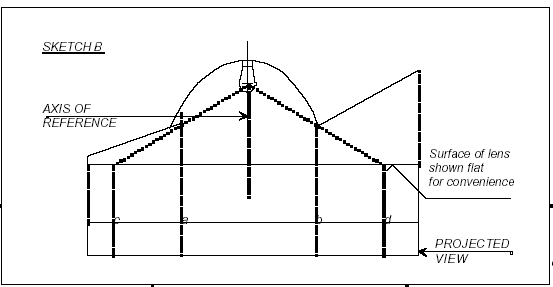 SKETCH B
AXIS OF
REFERENCE
Surface of lens
shown flat
for convenience
c a b d
PROJECTED
VIEW